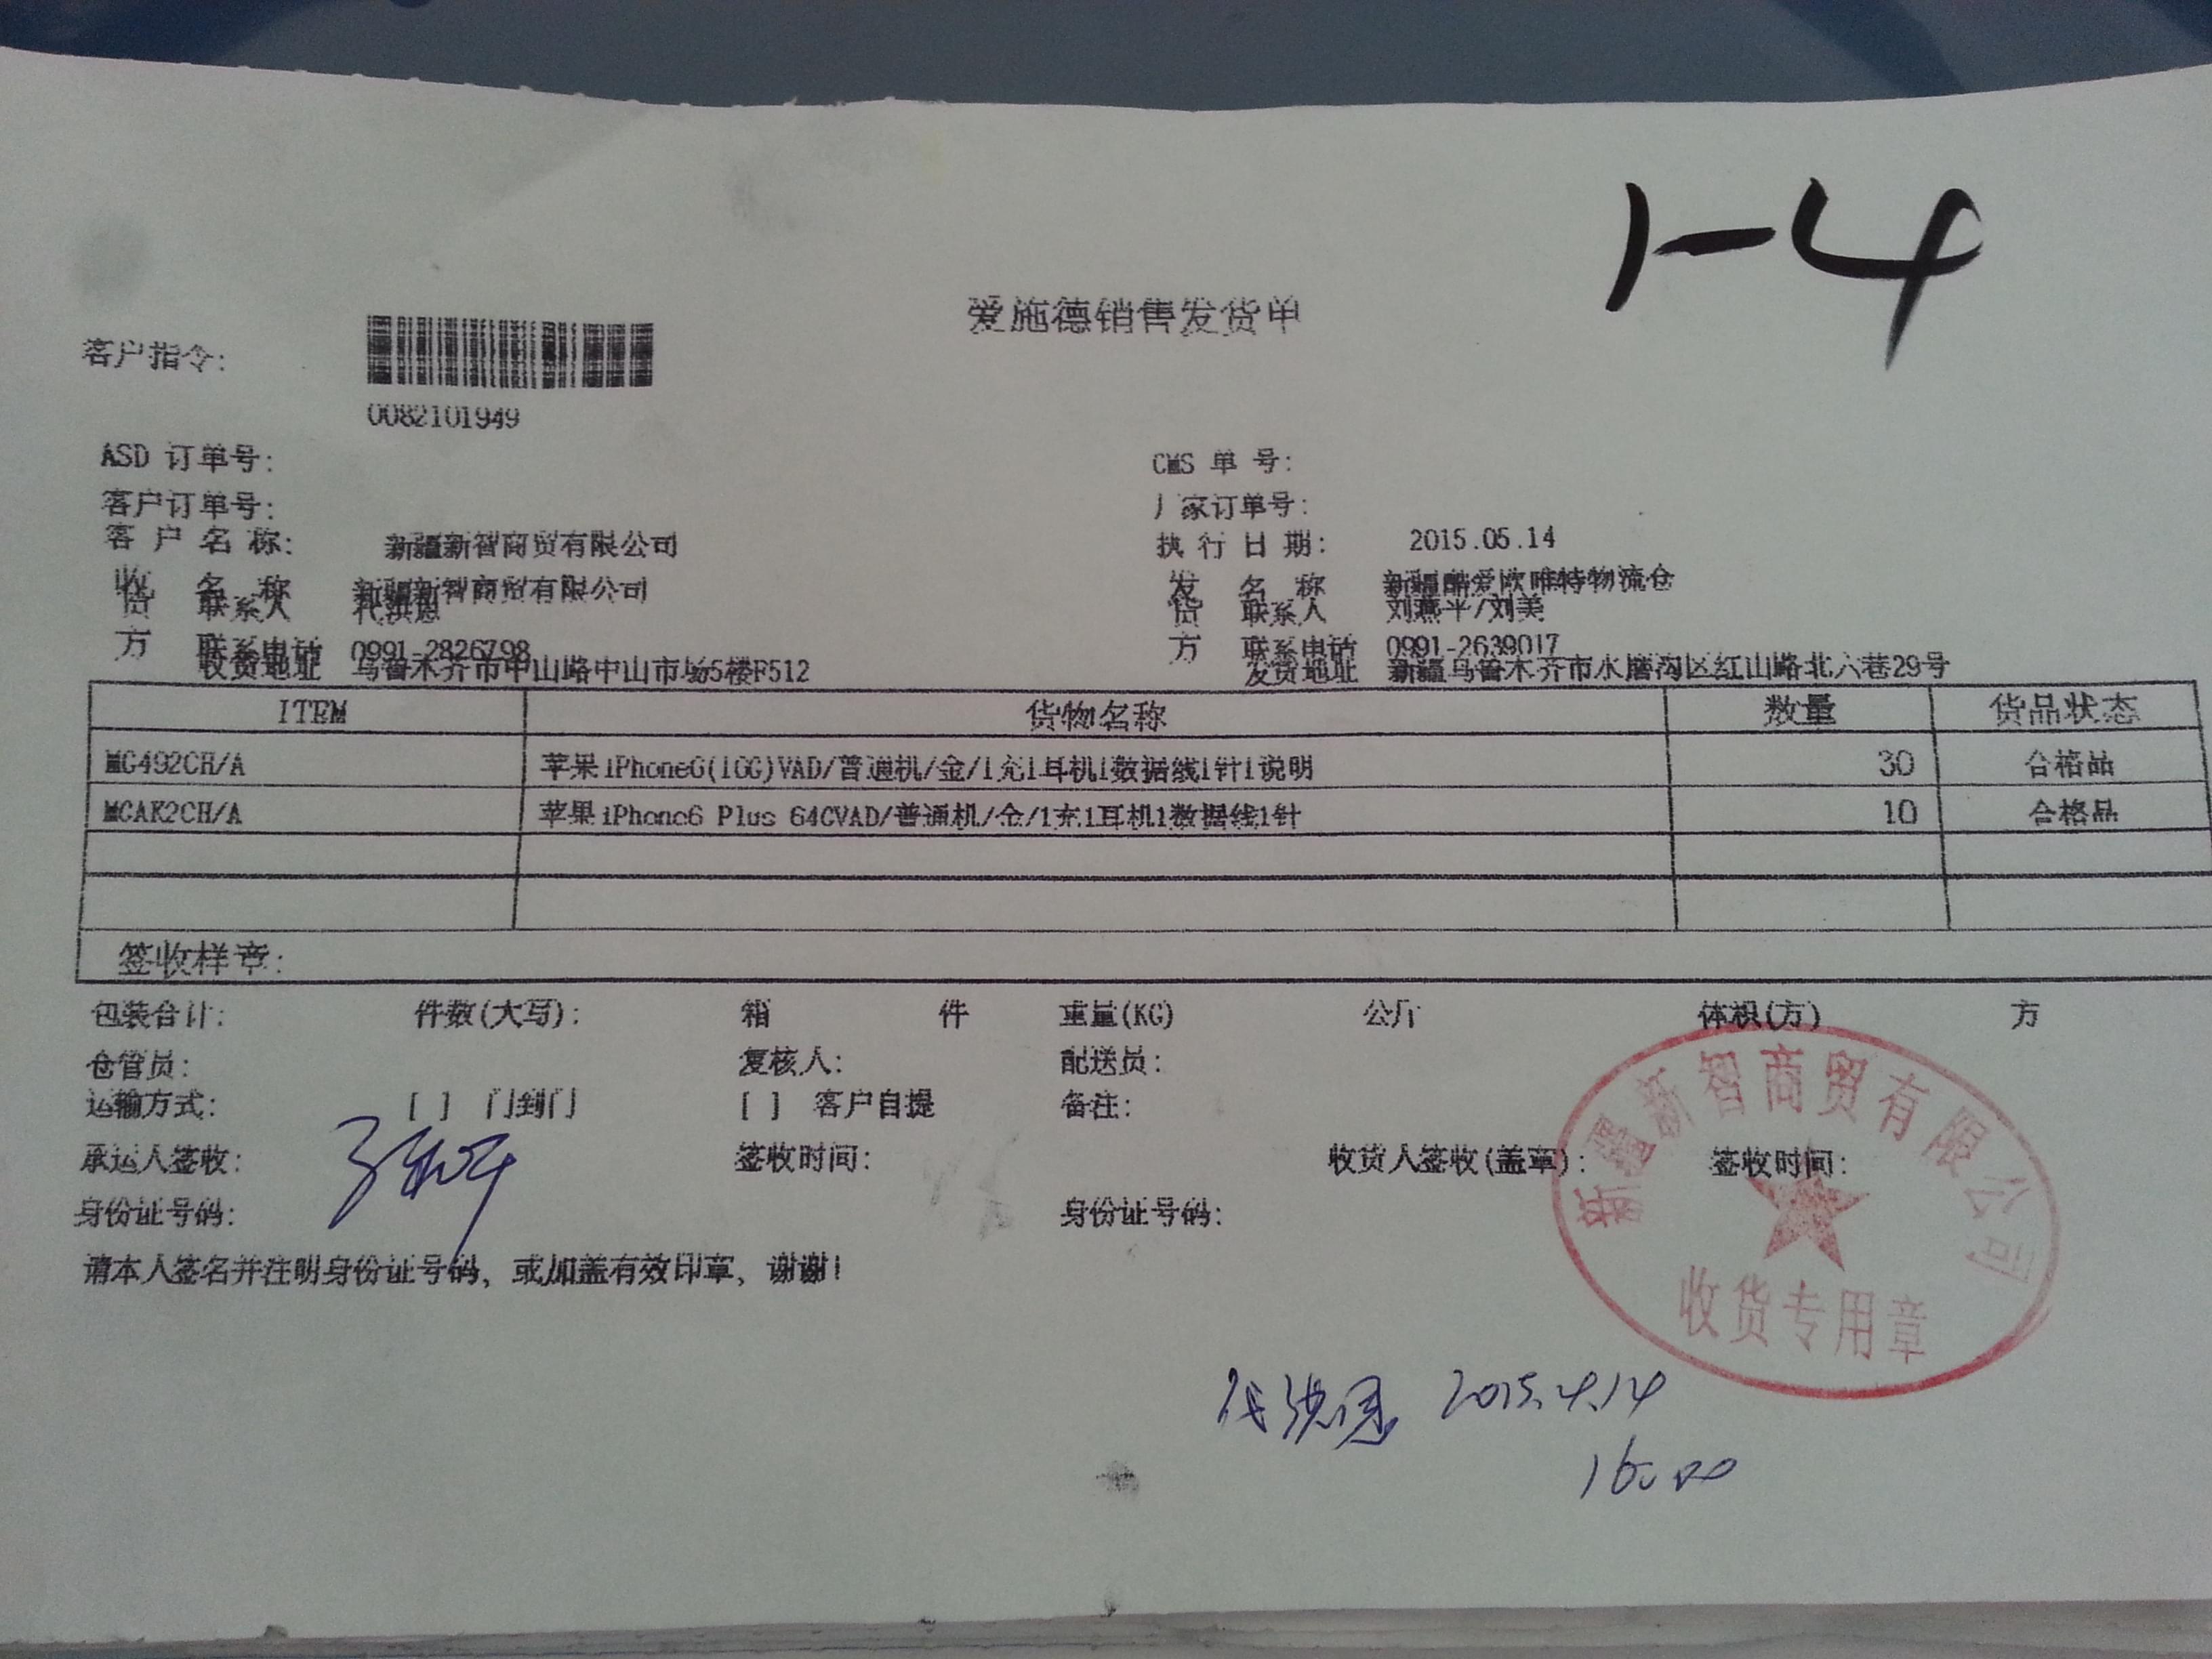 1-4
爱施德销售发货单
客户指令:
0082101949
ASD 订单号: CMS 单 号:
客户订单号: 厂家订单号:
客 户 名 称: 新疆新智商贸有限公司 执 行 日 期: 2015.05.14
收 名 称 新疆新智商贸有限公司 发 名 称 新疆酷爱欧唯特物流仓
货 联系人 代洪恩 货 联系人 刘燕平/刘美
方 联系电话 0991-2826798 方 联系电话 0991-2639017
收货地址 乌鲁木齐市中山路中山市场5楼F512 发货地址 新疆乌鲁木齐市水磨沟区红山路北六巷29号
ITEM 货物名称 数量 货品状态
MG492CH/A 苹果iPhone6(16G)VAD/普通机/金/1充1耳机1数据线1针1说明 30 合格品
MGAK2CH/A 苹果iPhone6 Plus 64GVAD/普通机/金/1充1耳机1数据线1针 10 合格品
签收样章:
包装合计: 件数(大写): 箱 件 重量(KG) 公斤 体积(方) 方
仓管员: 复核人: 配送员:
运输方式: [ ] 门到门 [ ] 客户自提 备注:
承运人签收: 签收时间: 收货人签收(盖章): 签收时间:
身份证号码: 身份证号码:
请本人签名并注明身份证号码, 或加盖有效印章, 谢谢!
新疆新智商贸有限公司
收货专用章
代洪恩 2015.4.14
16:00